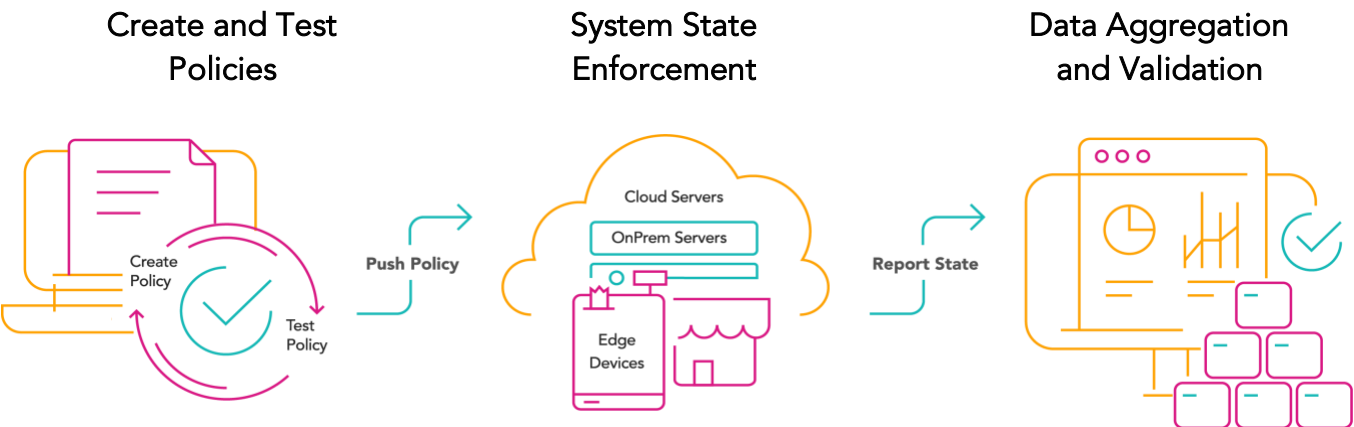 Create and Test
Policies
System State
Enforcement
Data Aggregation
and Validation
Create
Policy
Test
Policy
Push Policy
Cloud Servers
OnPrem Servers
Edge
Devices
Report State